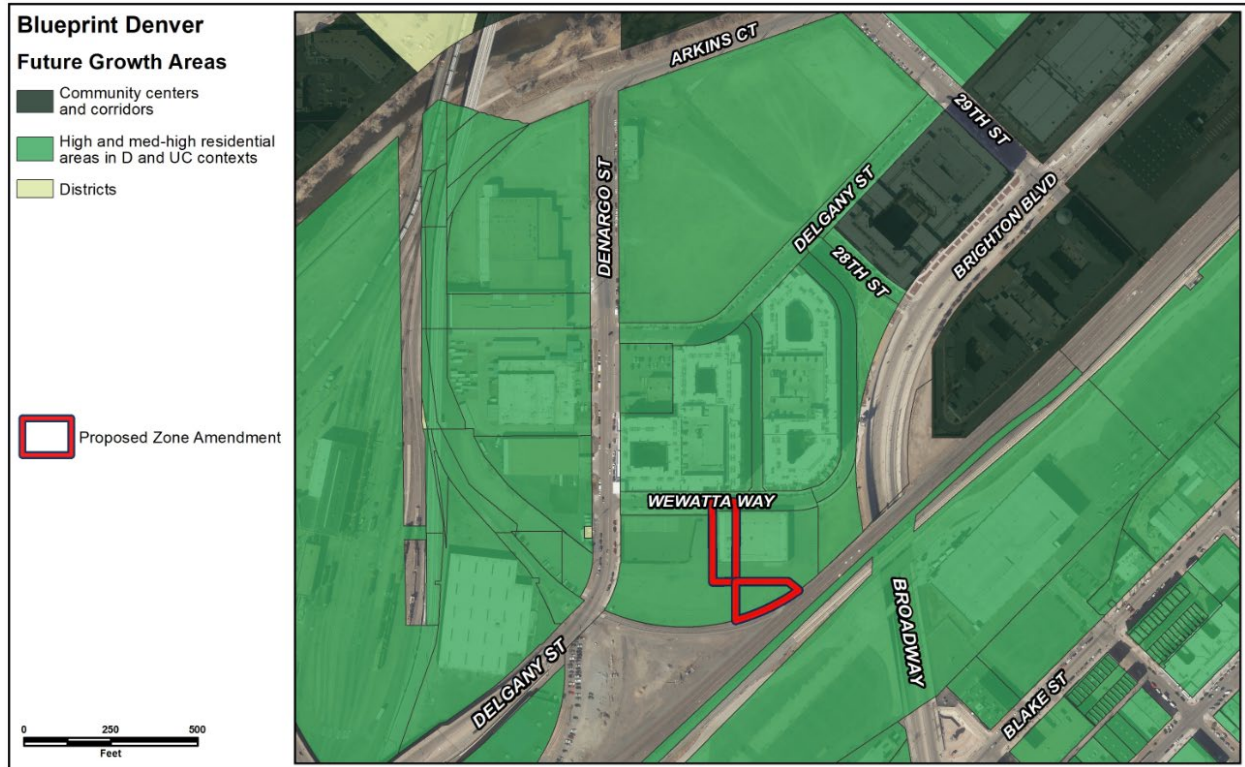 Blueprint Denver
Future Growth Areas
Community centers
and corridors
High and med-high residential
areas in D and UC contexts
Districts
Proposed Zone Amendment
0 250 500
Feet
ARKINS CT
29TH ST
DENARGO ST
DELGANY ST
BRIGHTON BLVD
28TH ST
WEWATTA WAY
DELGANY ST
BROADWAY
BLAKE ST